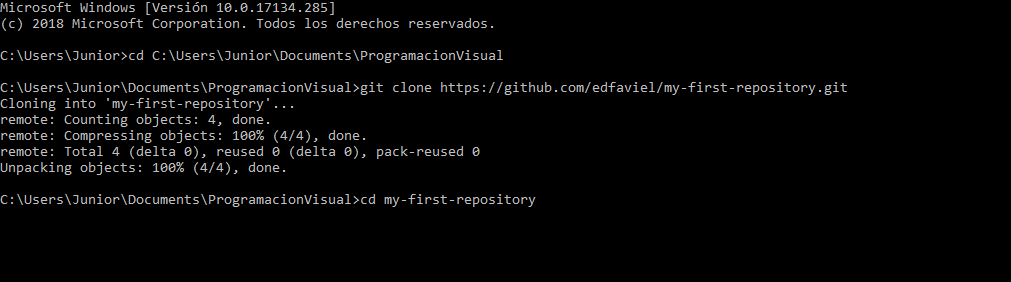 Microsoft Windows [Versión 10.0.17134.285]
(c) 2018 Microsoft Corporation. Todos los derechos reservados.
C:\Users\Junior>cd C:\Users\Junior\Documents\ProgramacionVisual
C:\Users\Junior\Documents\ProgramacionVisual>git clone https://github.com/edfaviel/my-first-repository.git
Cloning into 'my-first-repository'...
remote: Counting objects: 4, done.
remote: Compressing objects: 100% (4/4), done.
remote: Total 4 (delta 0), reused 0 (delta 0), pack-reused 0
Unpacking objects: 100% (4/4), done.
C:\Users\Junior\Documents\ProgramacionVisual>cd my-first-repository